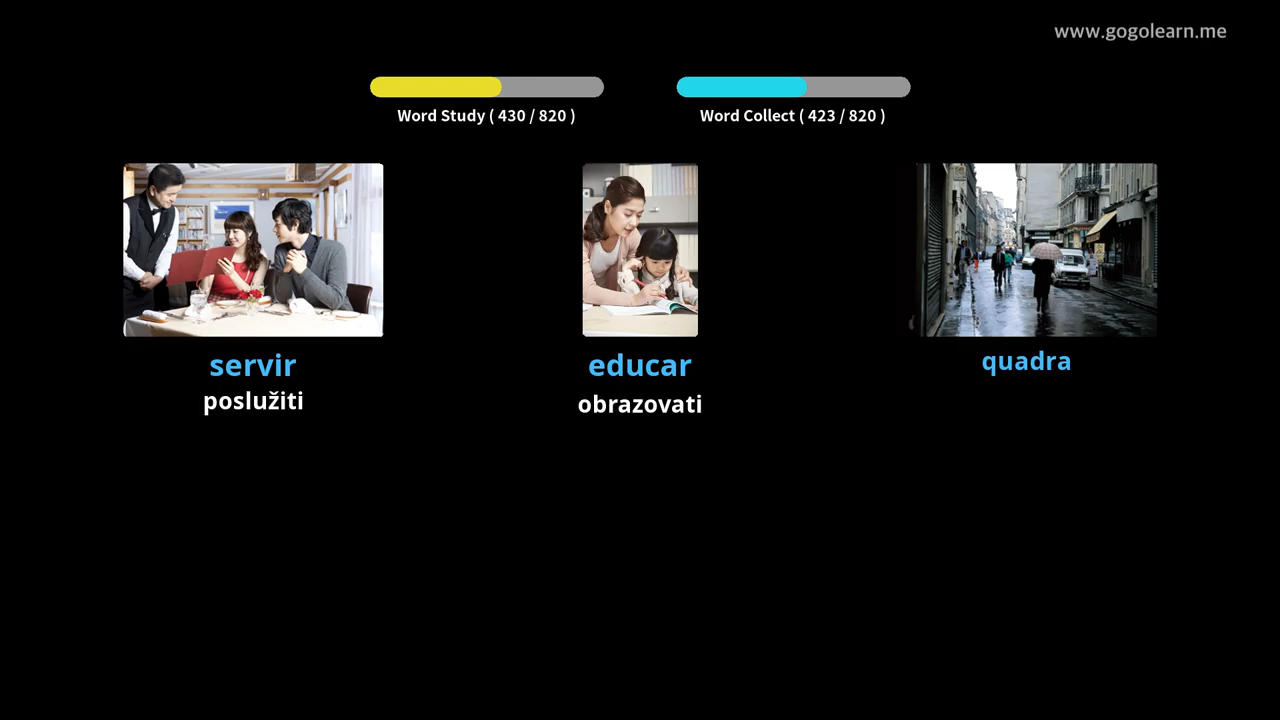 www.gogolearn.me
Word Study ( 430 / 820 )
Word Collect ( 423 / 820 )
servir
poslužiti
educar
obrazovati
quadra